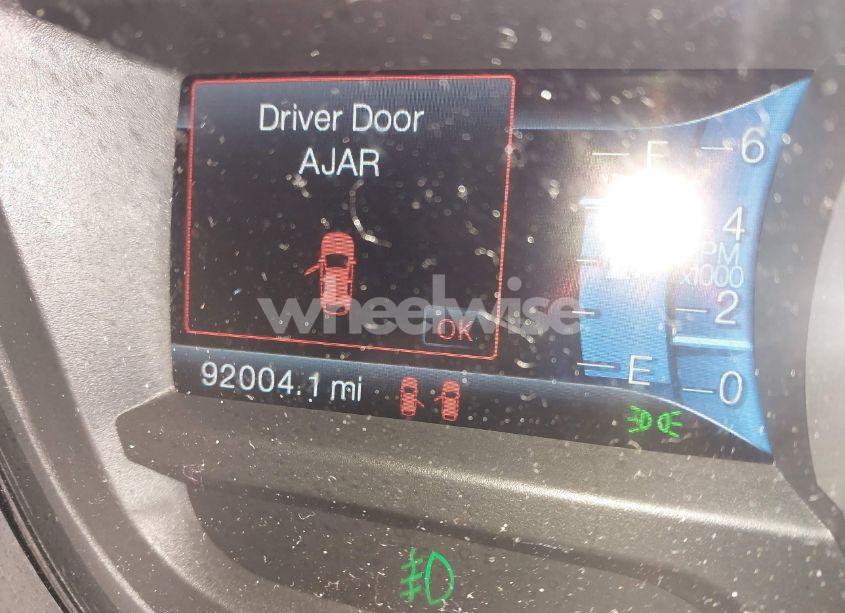 Driver Door
AJAR
OK
92004.1 mi
F
E
6
4
RPM
x1000
2
0
wheelwise